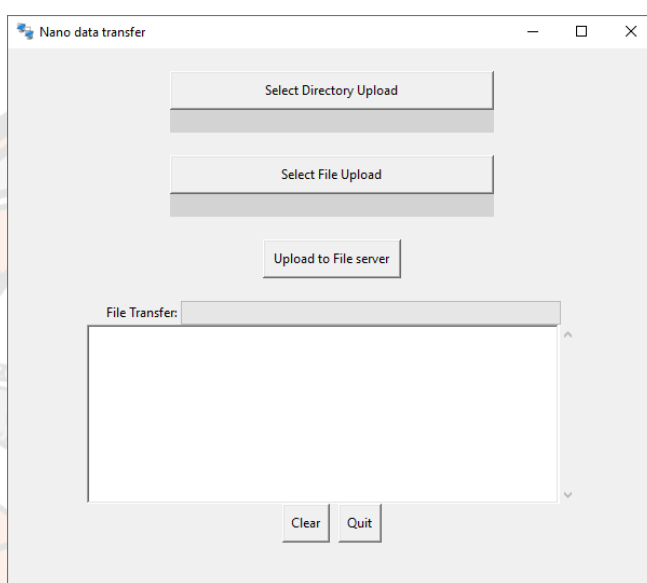 Nano data transfer
Select Directory Upload
Select File Upload
Upload to File server
File Transfer:
Clear Quit